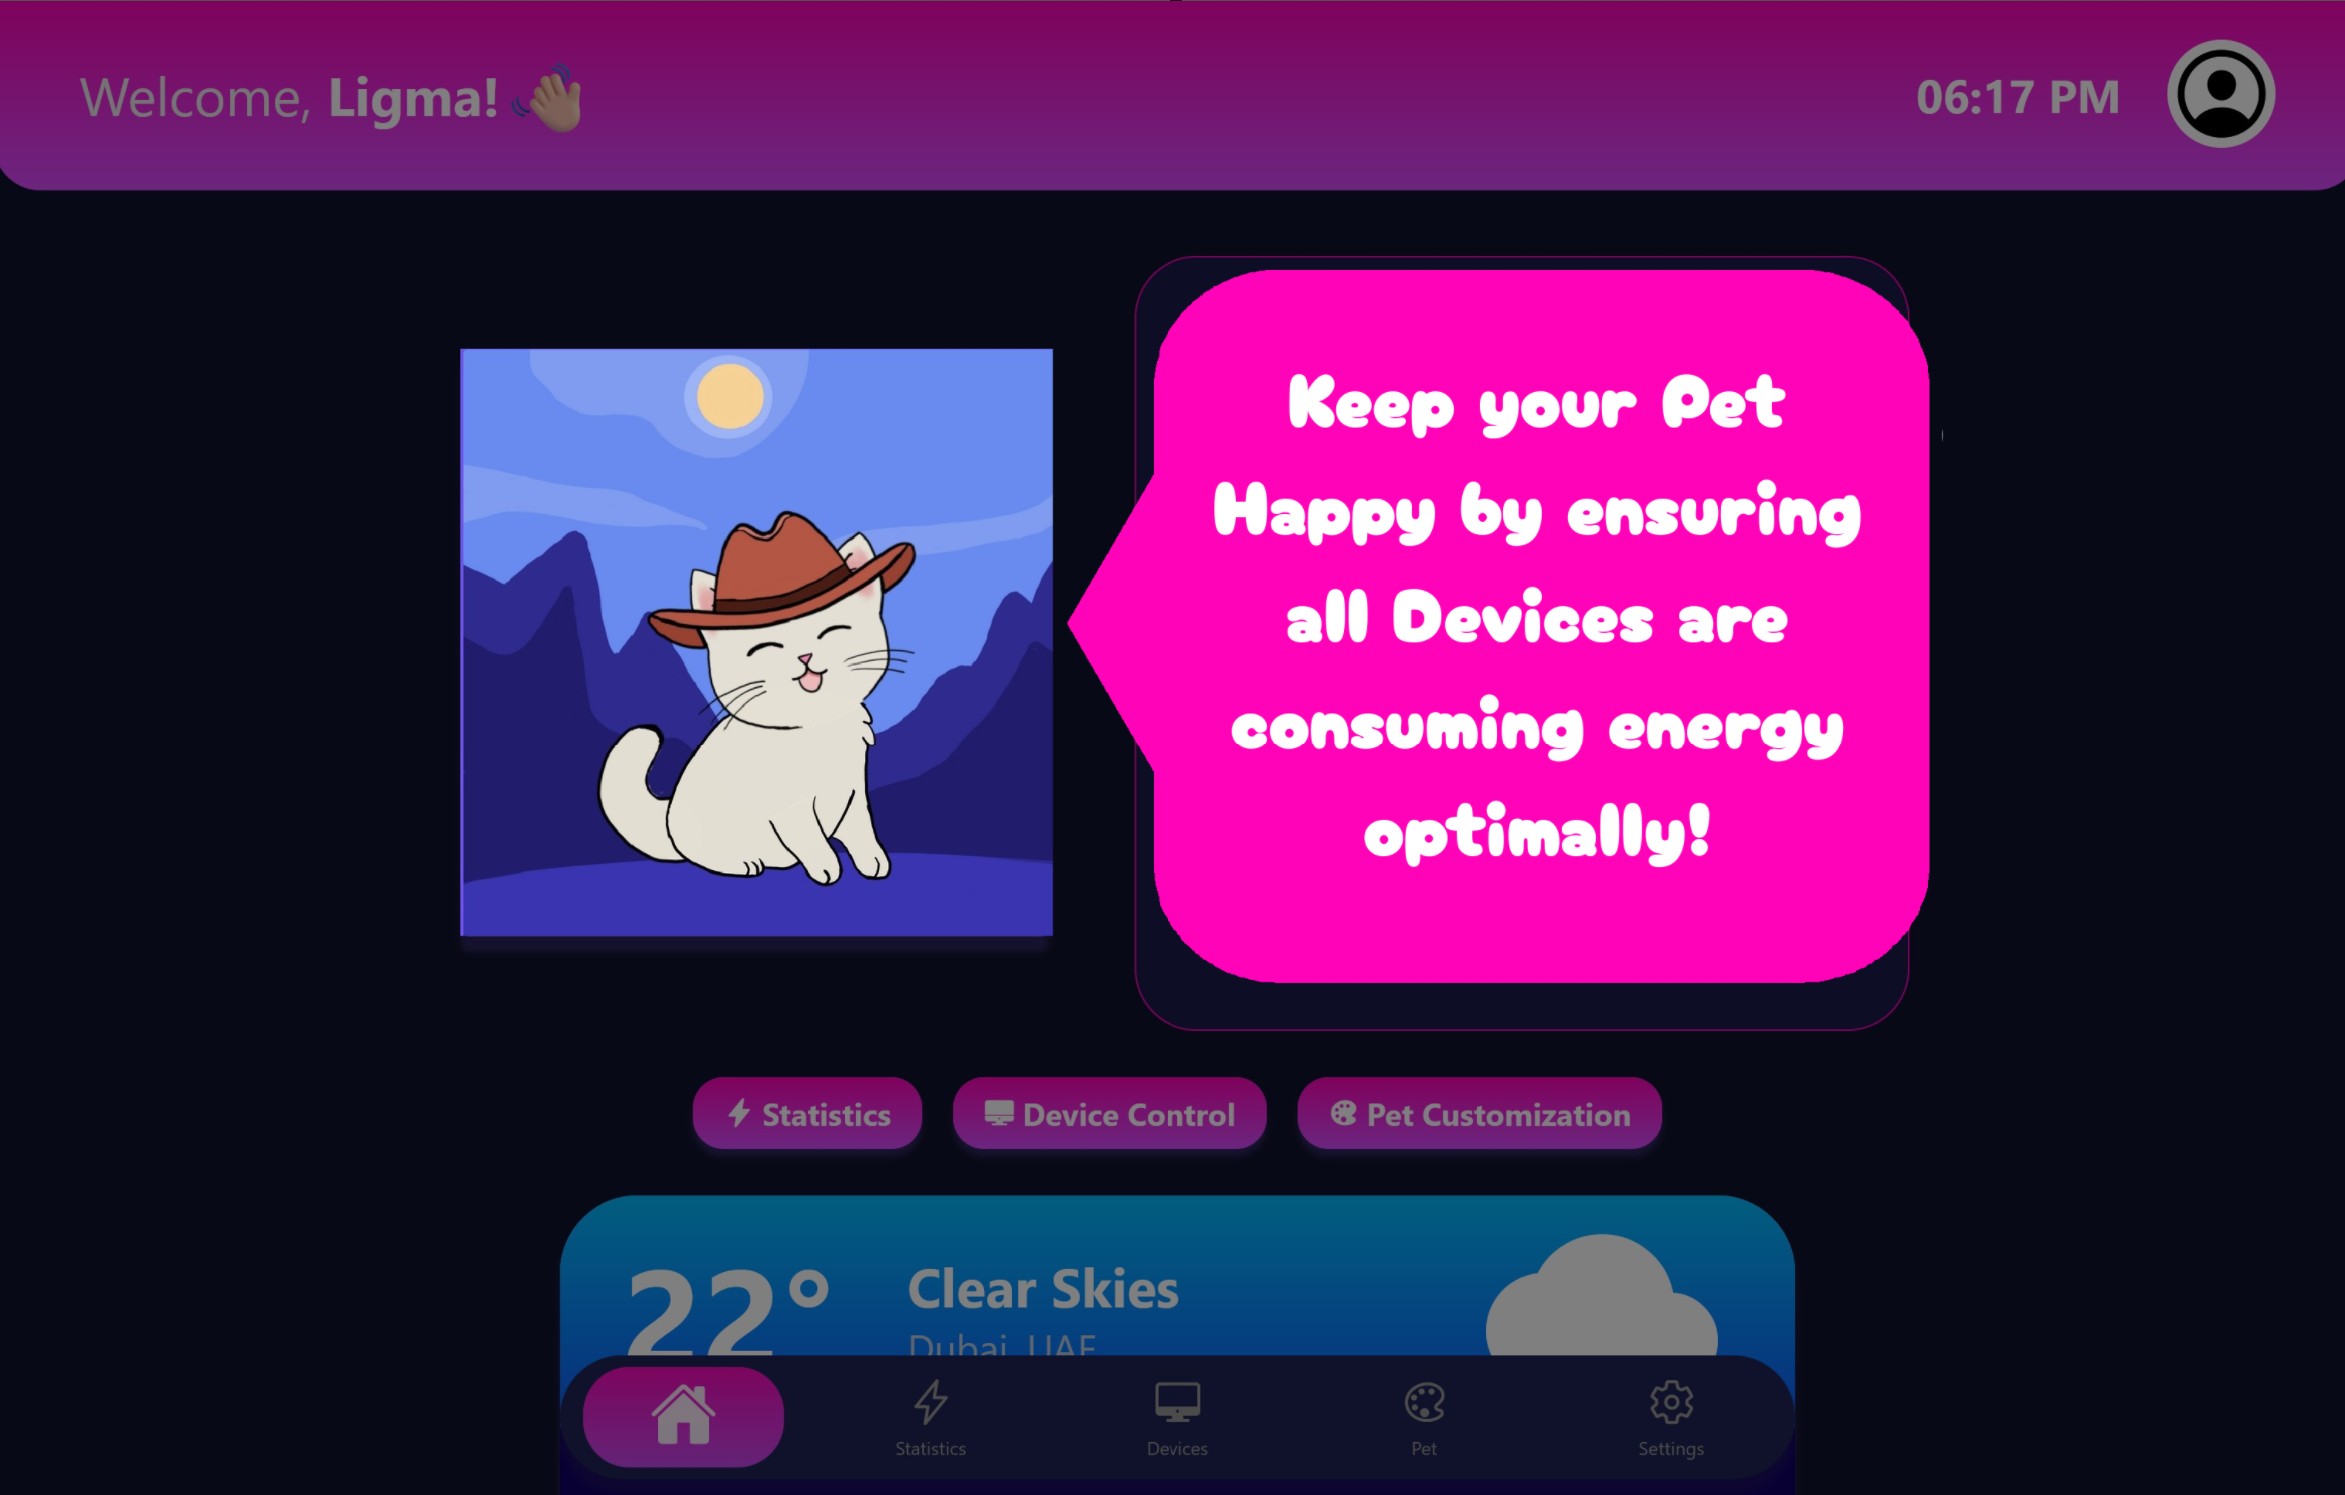 Welcome, Ligma! 👋🏽
06:17 PM
Keep your Pet
Happy by ensuring
all Devices are
consuming energy
optimally!
Statistics
Device Control
Pet Customization
22°
Clear Skies
Dubai, UAE
Statistics
Devices
Pet
Settings